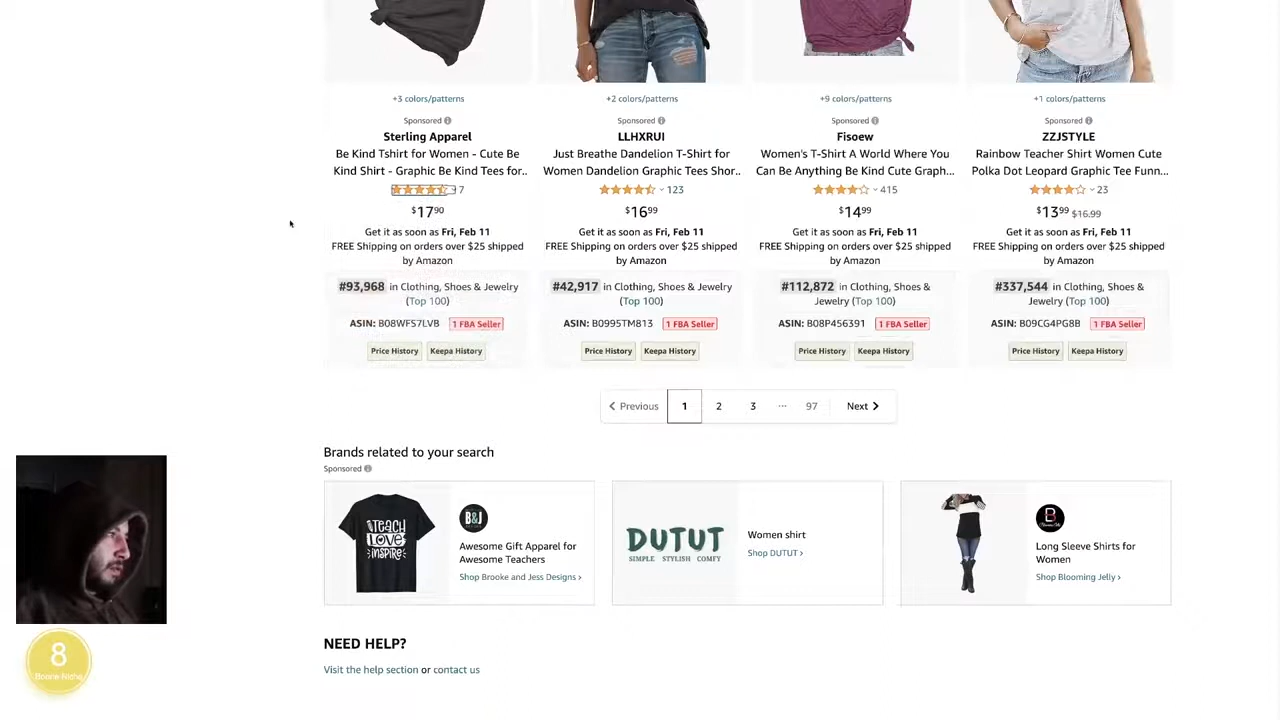 +3 colors/patterns
+2 colors/patterns
+9 colors/patterns
+1 colors/patterns
Sponsored
Sponsored
Sponsored
Sponsored
Sterling Apparel
LLHXRUI
Fisoew
ZZJSTYLE
Be Kind Tshirt for Women - Cute Be
Kind Shirt - Graphic Be Kind Tees for..
Just Breathe Dandelion T-Shirt for
Women Dandelion Graphic Tees Shor..
Women's T-Shirt A World Where You
Can Be Anything Be Kind Cute Graph...
Rainbow Teacher Shirt Women Cute
Polka Dot Leopard Graphic Tee Funn...
7
123
415
23
$1790
$1699
$1499
$1399 $16.99
Get it as soon as Fri, Feb 11
FREE Shipping on orders over $25 shipped
by Amazon
Get it as soon as Fri, Feb 11
FREE Shipping on orders over $25 shipped
by Amazon
Get it as soon as Fri, Feb 11
FREE Shipping on orders over $25 shipped
by Amazon
Get it as soon as Fri, Feb 11
FREE Shipping on orders over $25 shipped
by Amazon
#93,968 in Clothing, Shoes & Jewelry
(Top 100)
#42,917 in Clothing, Shoes & Jewelry
(Top 100)
#112,872 in Clothing, Shoes &
Jewelry (Top 100)
#337,544 in Clothing, Shoes &
Jewelry (Top 100)
ASIN: B08WFS7LVB 1 FBA Seller
ASIN: B0995TM813 1 FBA Seller
ASIN: B08P456391 1 FBA Seller
ASIN: B09CG4PG8B 1 FBA Seller
Price History Keepa History
Price History Keepa History
Price History Keepa History
Price History Keepa History
Previous 1 2 3 ... 97 Next
Brands related to your search
Sponsored
TEACH
LOVE
INSPIRE
B&J
Awesome Gift Apparel for
Awesome Teachers
Shop Brooke and Jess Designs ›
DUTUT
SIMPLE STYLISH COMFY
Women shirt
Shop DUTUT ›
B
Long Sleeve Shirts for
Women
Shop Blooming Jelly ›
NEED HELP?
Visit the help section or contact us
8
Boone Niche